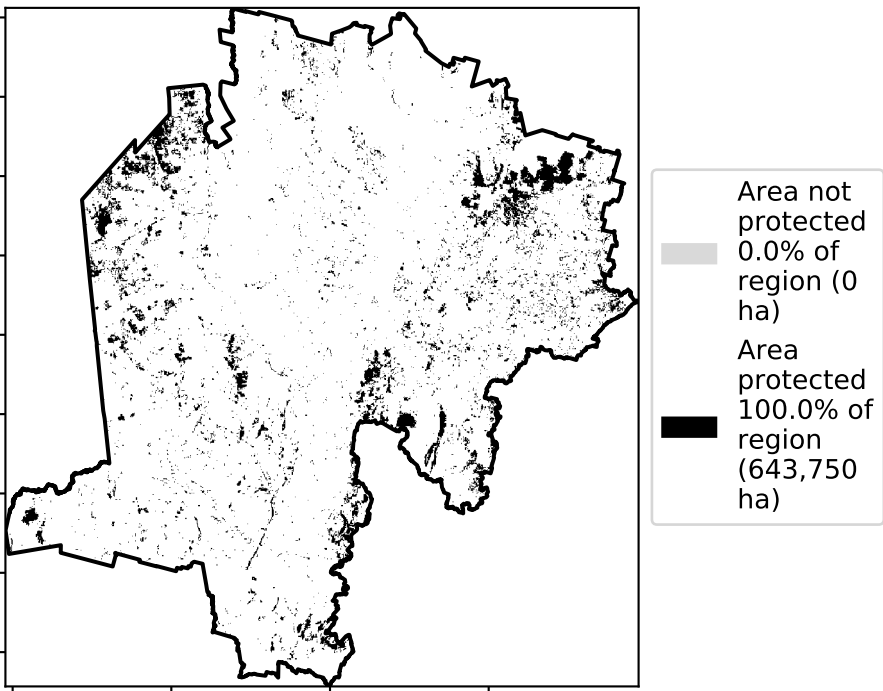 Area not
protected
0.0% of
region (0
ha)
Area
protected
100.0% of
region
(643,750
ha)